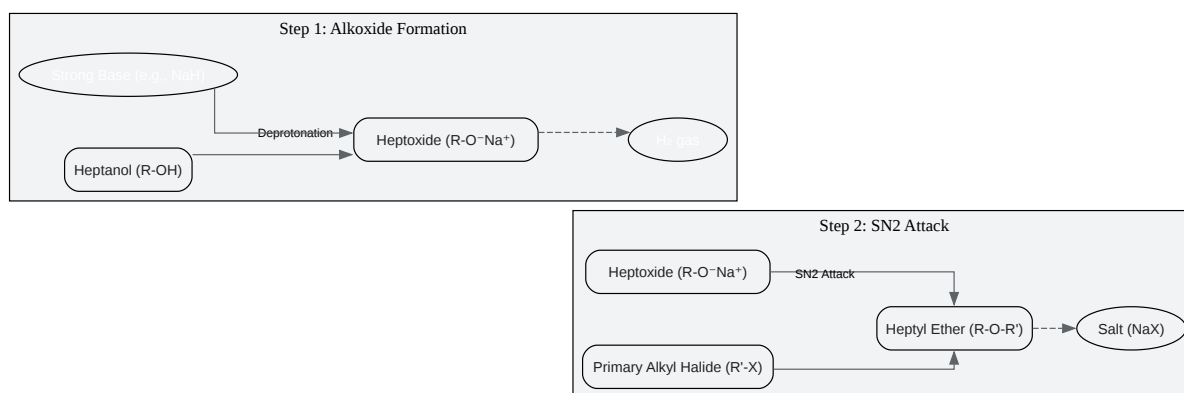 Step 1: Alkoxide Formation
Strong Base (e.g., NaH)
Deprotonation
Heptoxide (R-O⁻Na⁺)
H₂ gas
Heptanol (R-OH)
Step 2: SN2 Attack
Heptoxide (R-O⁻Na⁺)
SN2 Attack
Heptyl Ether (R-O-R')
Salt (NaX)
Primary Alkyl Halide (R'-X)